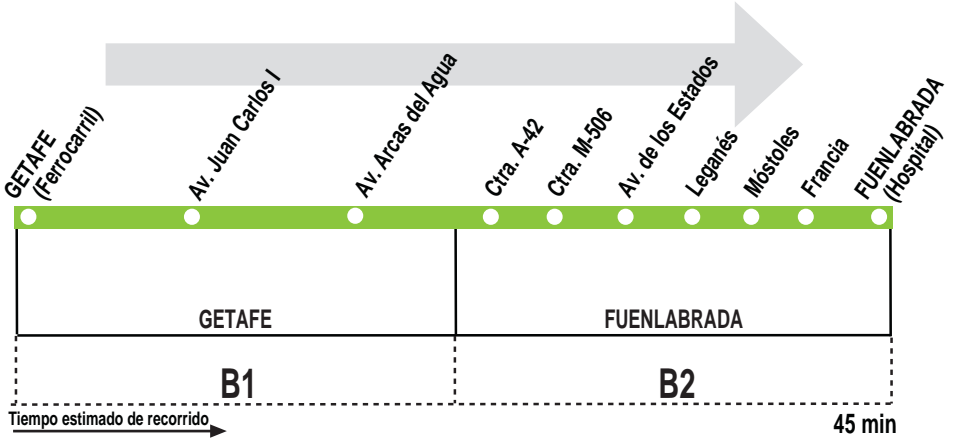 GETAFE
(Ferrocarril)
Av. Juan Carlos I
Av. Arcas del Agua
Ctra. A-42
Ctra. M-506
Av. de los Estados
Leganés
Móstoles
Francia
FUENLABRADA
(Hospital)
GETAFE
FUENLABRADA
B1
B2
Tiempo estimado de recorrido
45 min